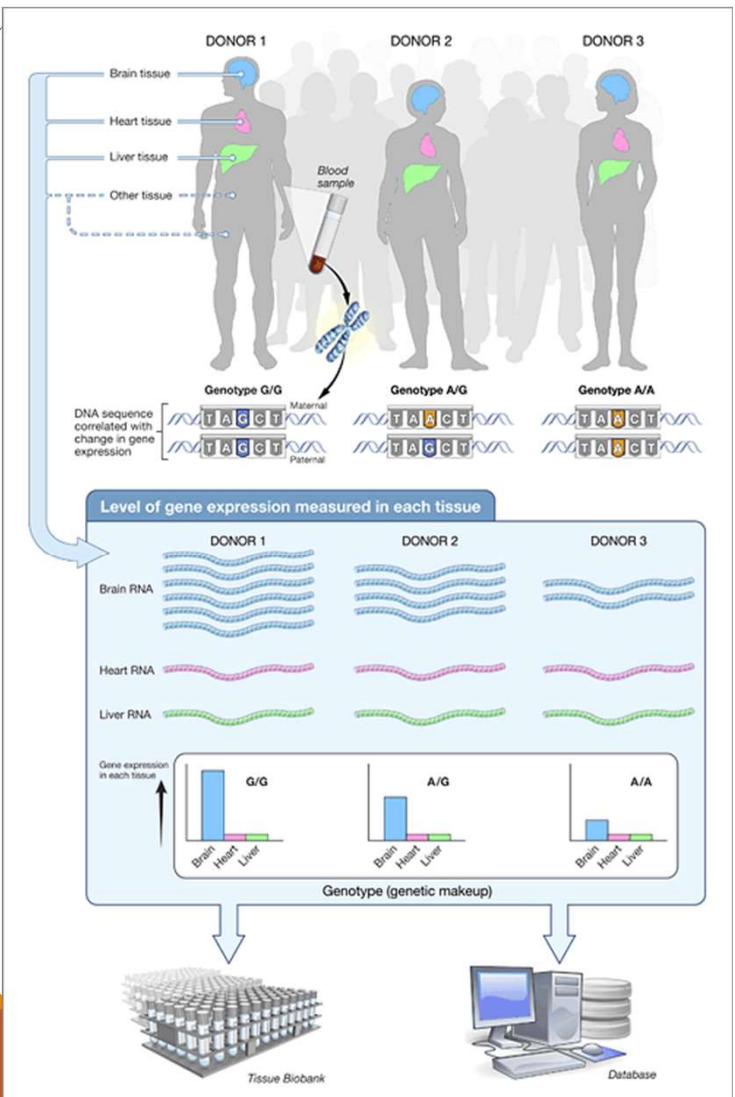 DONOR 1
DONOR 2
DONOR 3
Brain tissue
Heart tissue
Liver tissue
Other tissue
Blood
sample
Genotype G/G
Genotype A/G
Genotype A/A
DNA sequence
correlated with
change in gene
expression
Maternal
Paternal
T A G C T
T A G C T
T A A C T
T A G C T
T A A C T
T A A C T
Level of gene expression measured in each tissue
DONOR 1
DONOR 2
DONOR 3
Brain RNA
Heart RNA
Liver RNA
Gene expression
in each tissue
G/G
A/G
A/A
Brain
Heart
Liver
Brain
Heart
Liver
Brain
Heart
Liver
Genotype (genetic makeup)
Tissue Biobank
Database